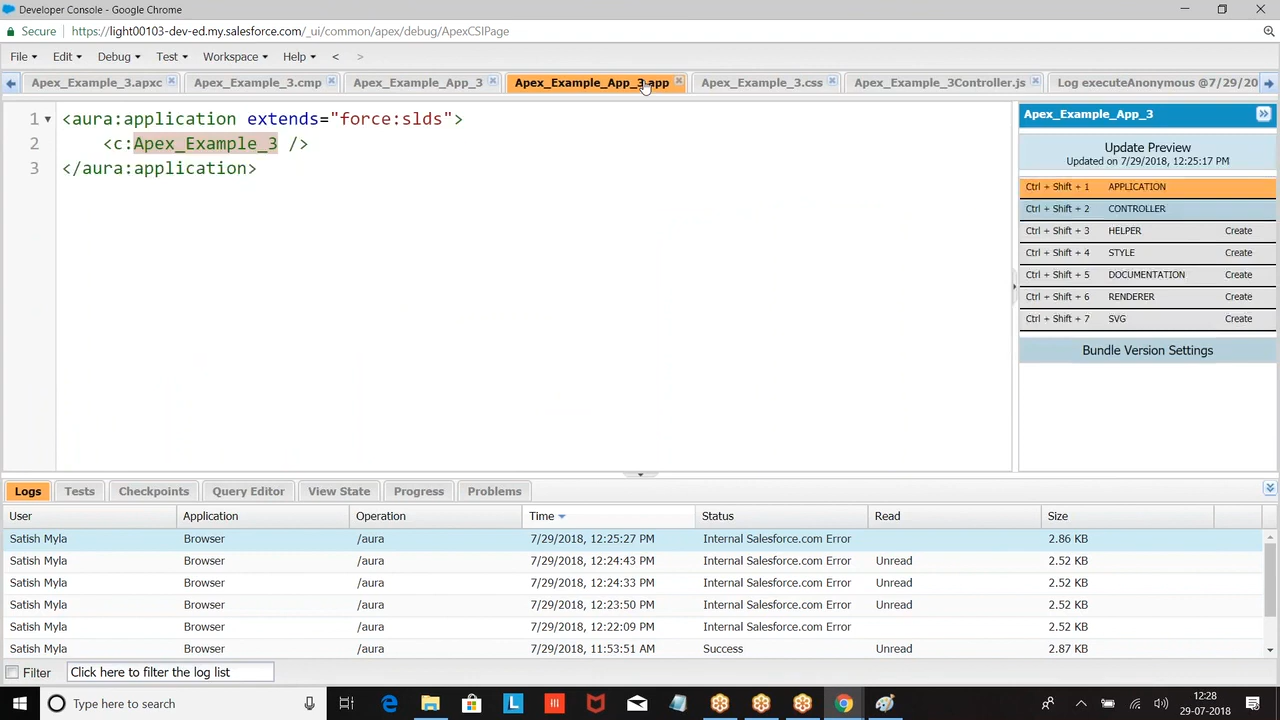 Developer Console - Google Chrome
Secure https://light00103-dev-ed.my.salesforce.com/_ui/common/apex/debug/ApexCSIPage
File Edit Debug Test Workspace Help < >
Apex_Example_3.apxc Apex_Example_3.cmp Apex_Example_App_3 Apex_Example_App_3.app Apex_Example_3.css Apex_Example_3Controller.js Log executeAnonymous @7/29/20
1 <aura:application extends="force:slds">
2 <c:Apex_Example_3 />
3 </aura:application>
Apex_Example_App_3
Update Preview
Updated on 7/29/2018, 12:25:17 PM
Ctrl + Shift + 1 APPLICATION
Ctrl + Shift + 2 CONTROLLER
Ctrl + Shift + 3 HELPER Create
Ctrl + Shift + 4 STYLE Create
Ctrl + Shift + 5 DOCUMENTATION Create
Ctrl + Shift + 6 RENDERER Create
Ctrl + Shift + 7 SVG Create
Bundle Version Settings
Logs Tests Checkpoints Query Editor View State Progress Problems
User Application Operation Time Status Read Size
Satish Myla Browser /aura 7/29/2018, 12:25:27 PM Internal Salesforce.com Error 2.86 KB
Satish Myla Browser /aura 7/29/2018, 12:24:43 PM Internal Salesforce.com Error Unread 2.52 KB
Satish Myla Browser /aura 7/29/2018, 12:24:33 PM Internal Salesforce.com Error Unread 2.52 KB
Satish Myla Browser /aura 7/29/2018, 12:23:50 PM Internal Salesforce.com Error Unread 2.52 KB
Satish Myla Browser /aura 7/29/2018, 12:22:09 PM Internal Salesforce.com Error 2.52 KB
Satish Myla Browser /aura 7/29/2018, 11:53:51 AM Success Unread 2.87 KB
Filter Click here to filter the log list
Type here to search
12:28
29-07-2018